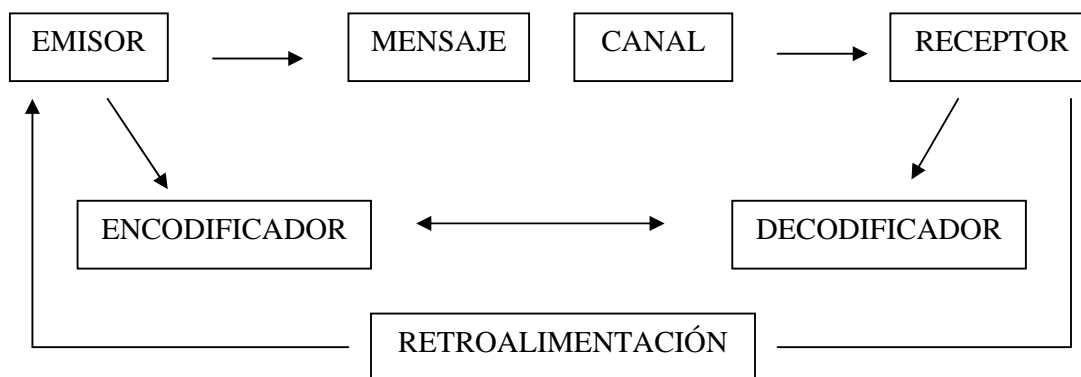 EMISOR MENSAJE CANAL RECEPTOR
ENCODIFICADOR DECODIFICADOR
RETROALIMENTACIÓN